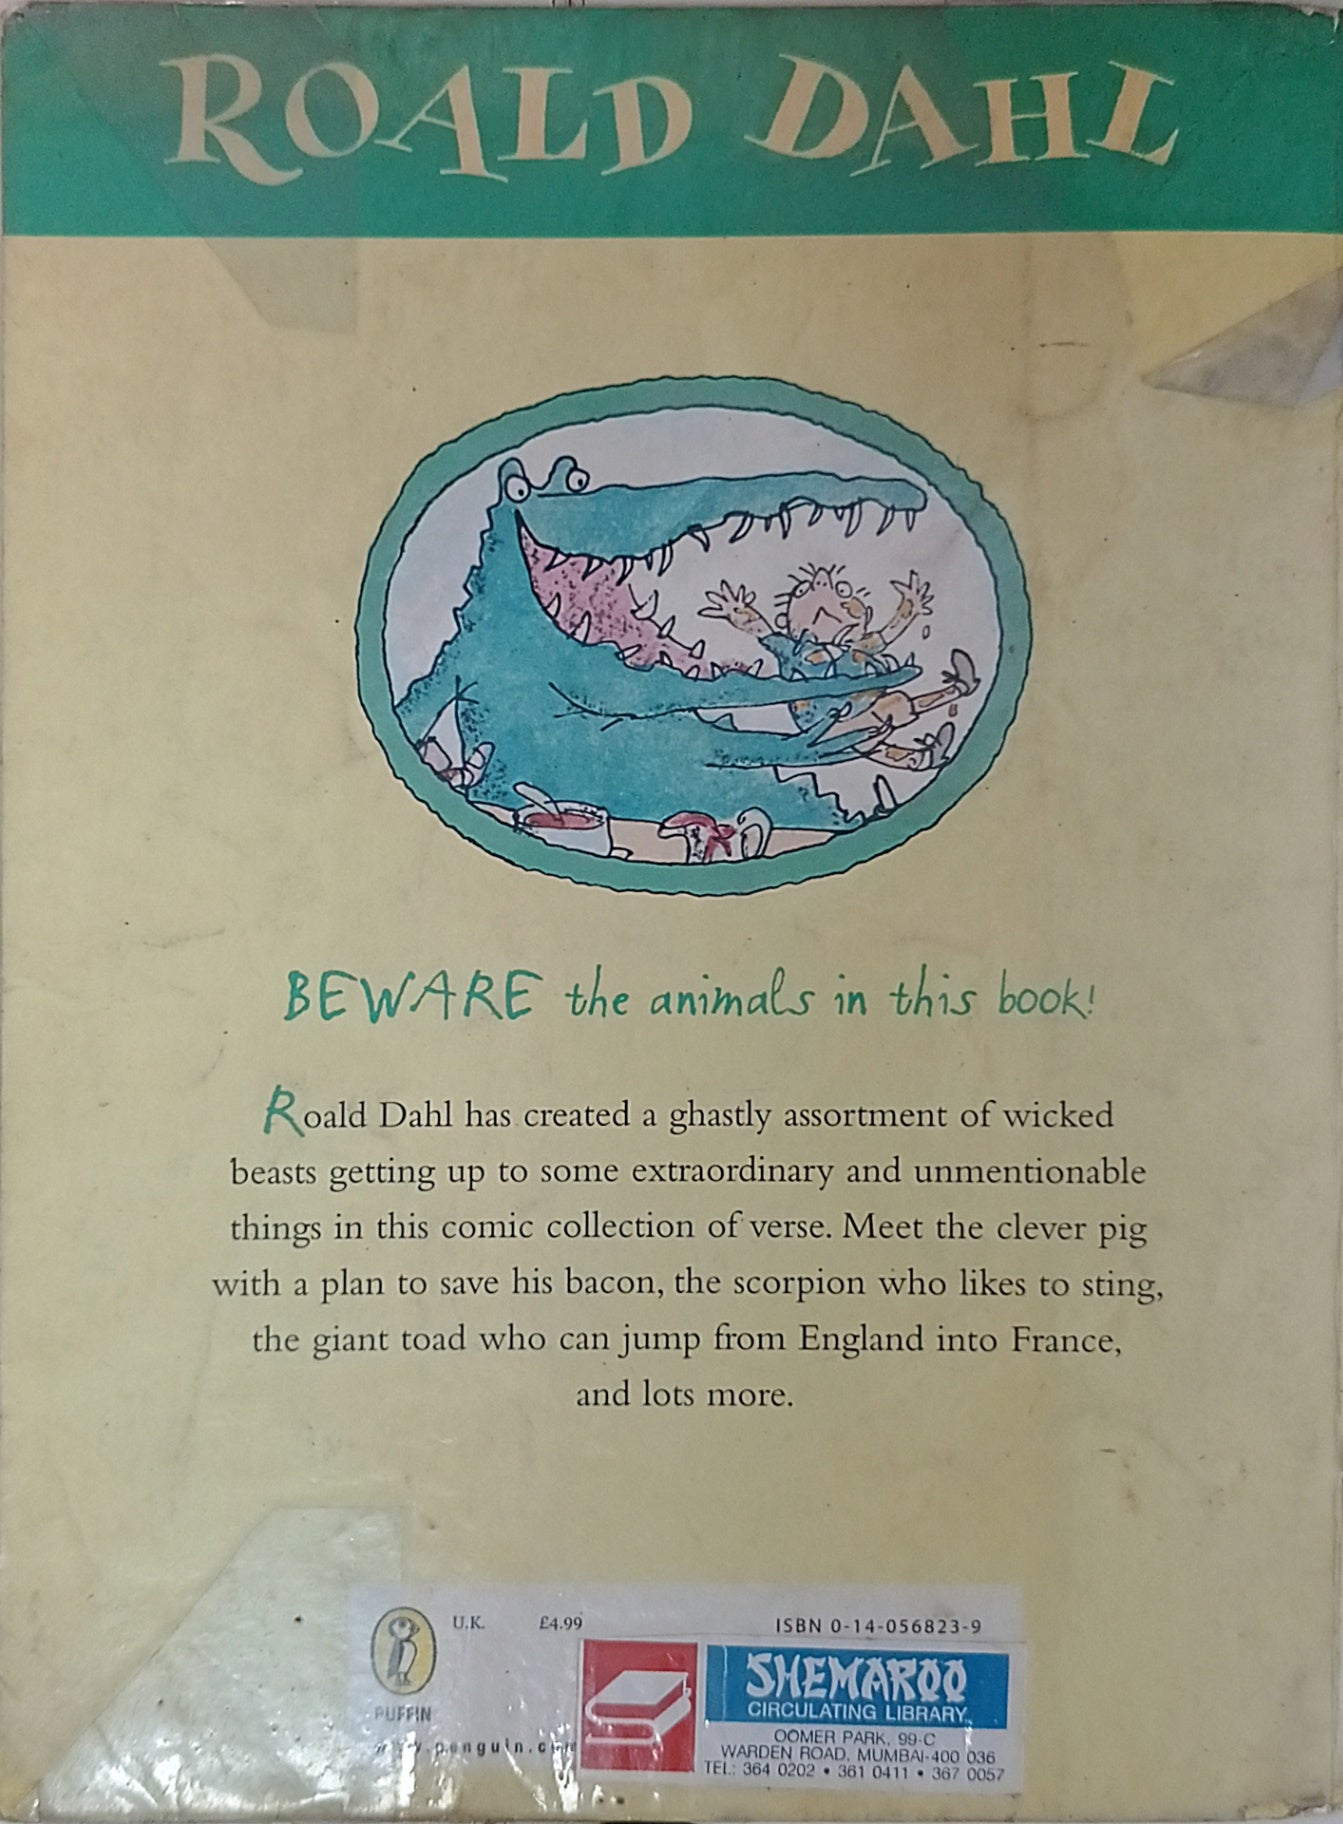 ROALD DAHL
BEWARE the animals in this book!
Roald Dahl has created a ghastly assortment of wicked
beasts getting up to some extraordinary and unmentionable
things in this comic collection of verse. Meet the clever pig
with a plan to save his bacon, the scorpion who likes to sting,
the giant toad who can jump from England into France,
and lots more.
U.K. £4.99 ISBN 0-14-056823-9
PUFFIN
www.penguin.com
SHEMAROO
CIRCULATING LIBRARY
OOMER PARK, 99-C
WARDEN ROAD, MUMBAI-400 036
TEL: 364 0202 • 361 0411 • 367 0057